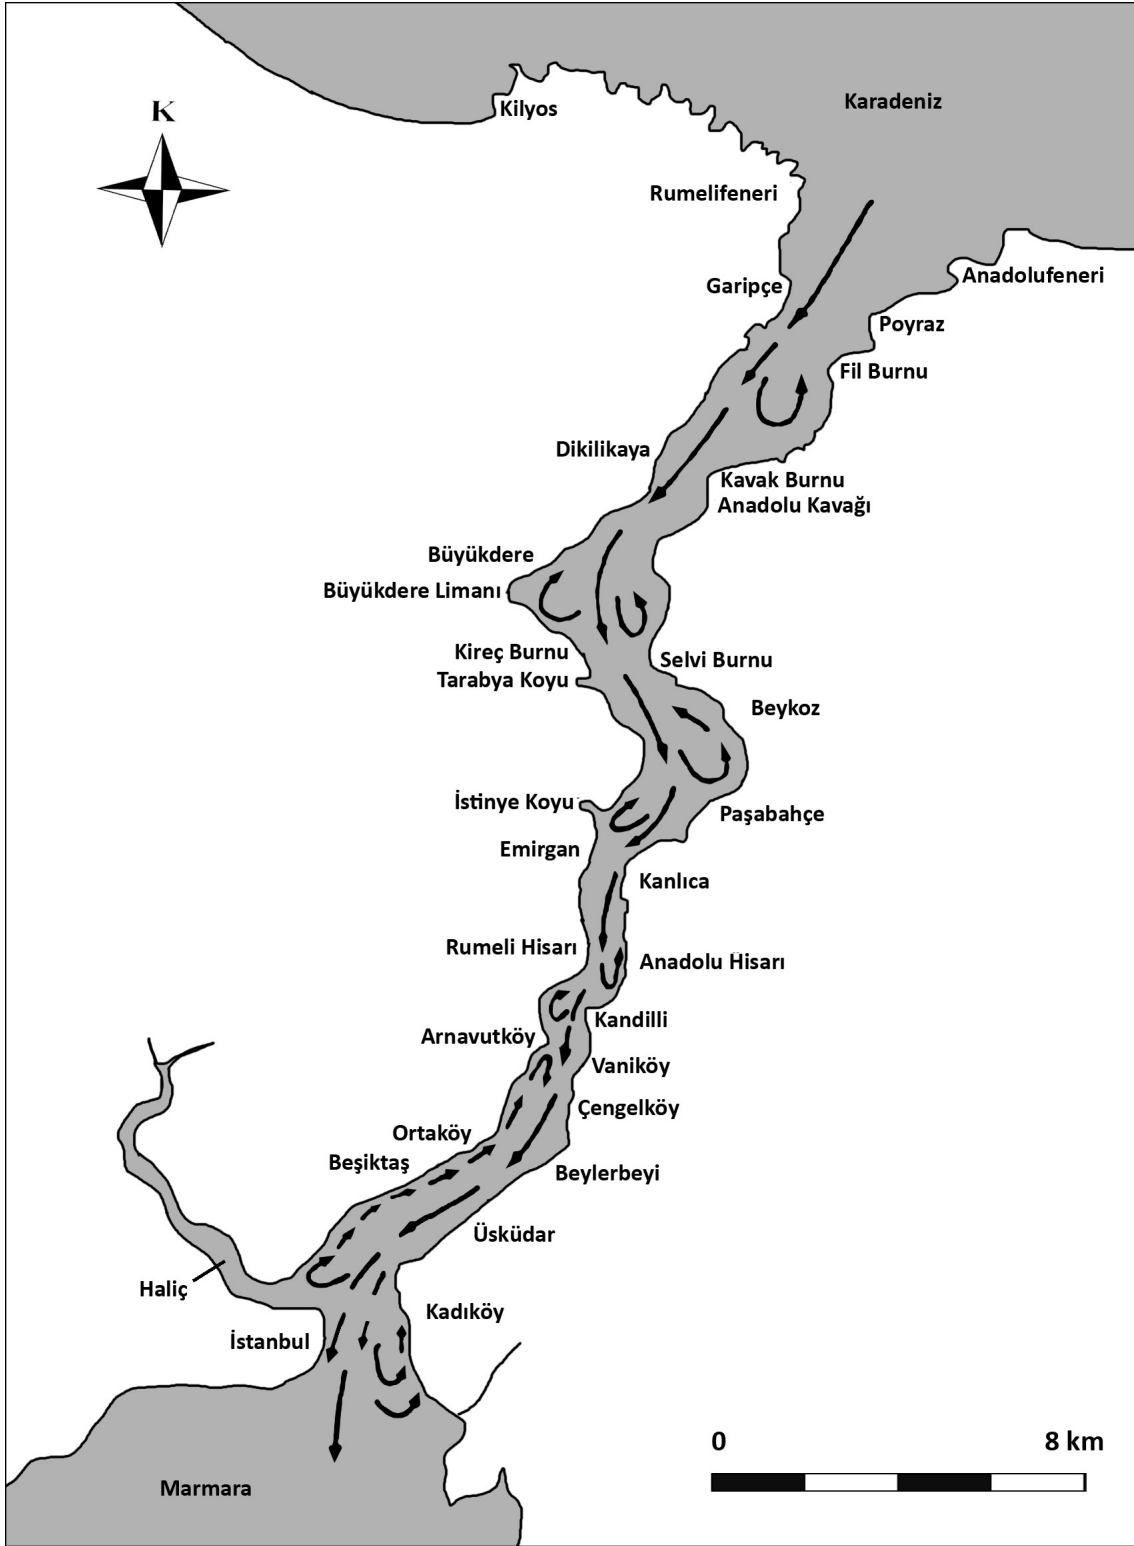 Karadeniz
K
Kilyos
Rumelifeneri
Anadolufeneri
Garipçe
Poyraz
Fil Burnu
Dikilikaya
Kavak Burnu
Anadolu Kavağı
Büyükdere
Büyükdere Limanı
Kireç Burnu
Selvi Burnu
Tarabya Koyu
Beykoz
İstinye Koyu
Paşabahçe
Emirgan
Kanlıca
Rumeli Hisarı
Anadolu Hisarı
Kandilli
Arnavutköy
Vaniköy
Çengelköy
Ortaköy
Beşiktaş
Beylerbeyi
Üsküdar
Haliç
Kadıköy
İstanbul
0 8 km
Marmara